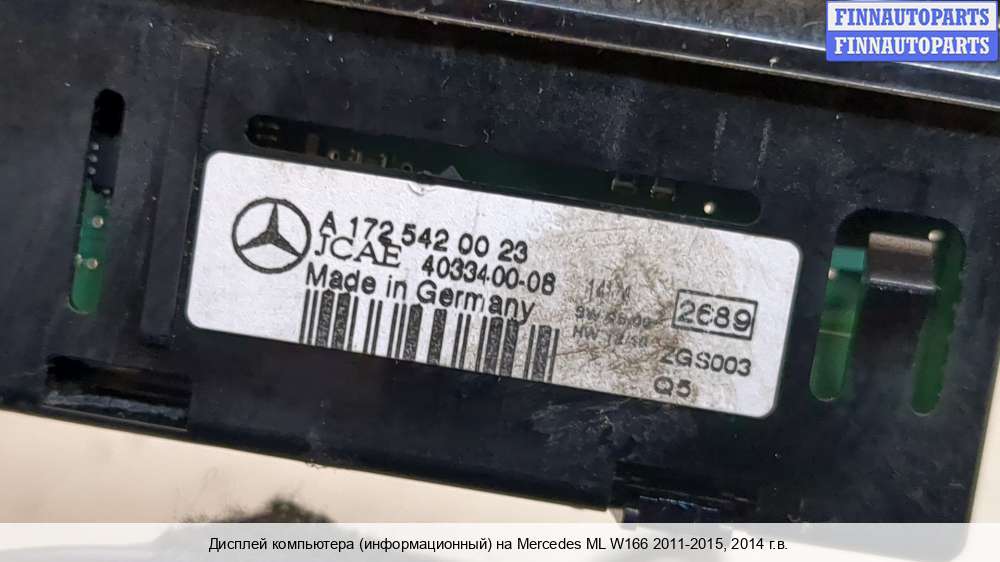 FINNAUTOPARTS
FINNAUTOPARTS
A 172 542 00 23
JCAE 4033400-08
Made in Germany
2689
ZGS003
Q5
Дисплей компьютера (информационный) на Mercedes ML W166 2011-2015, 2014 г.в.